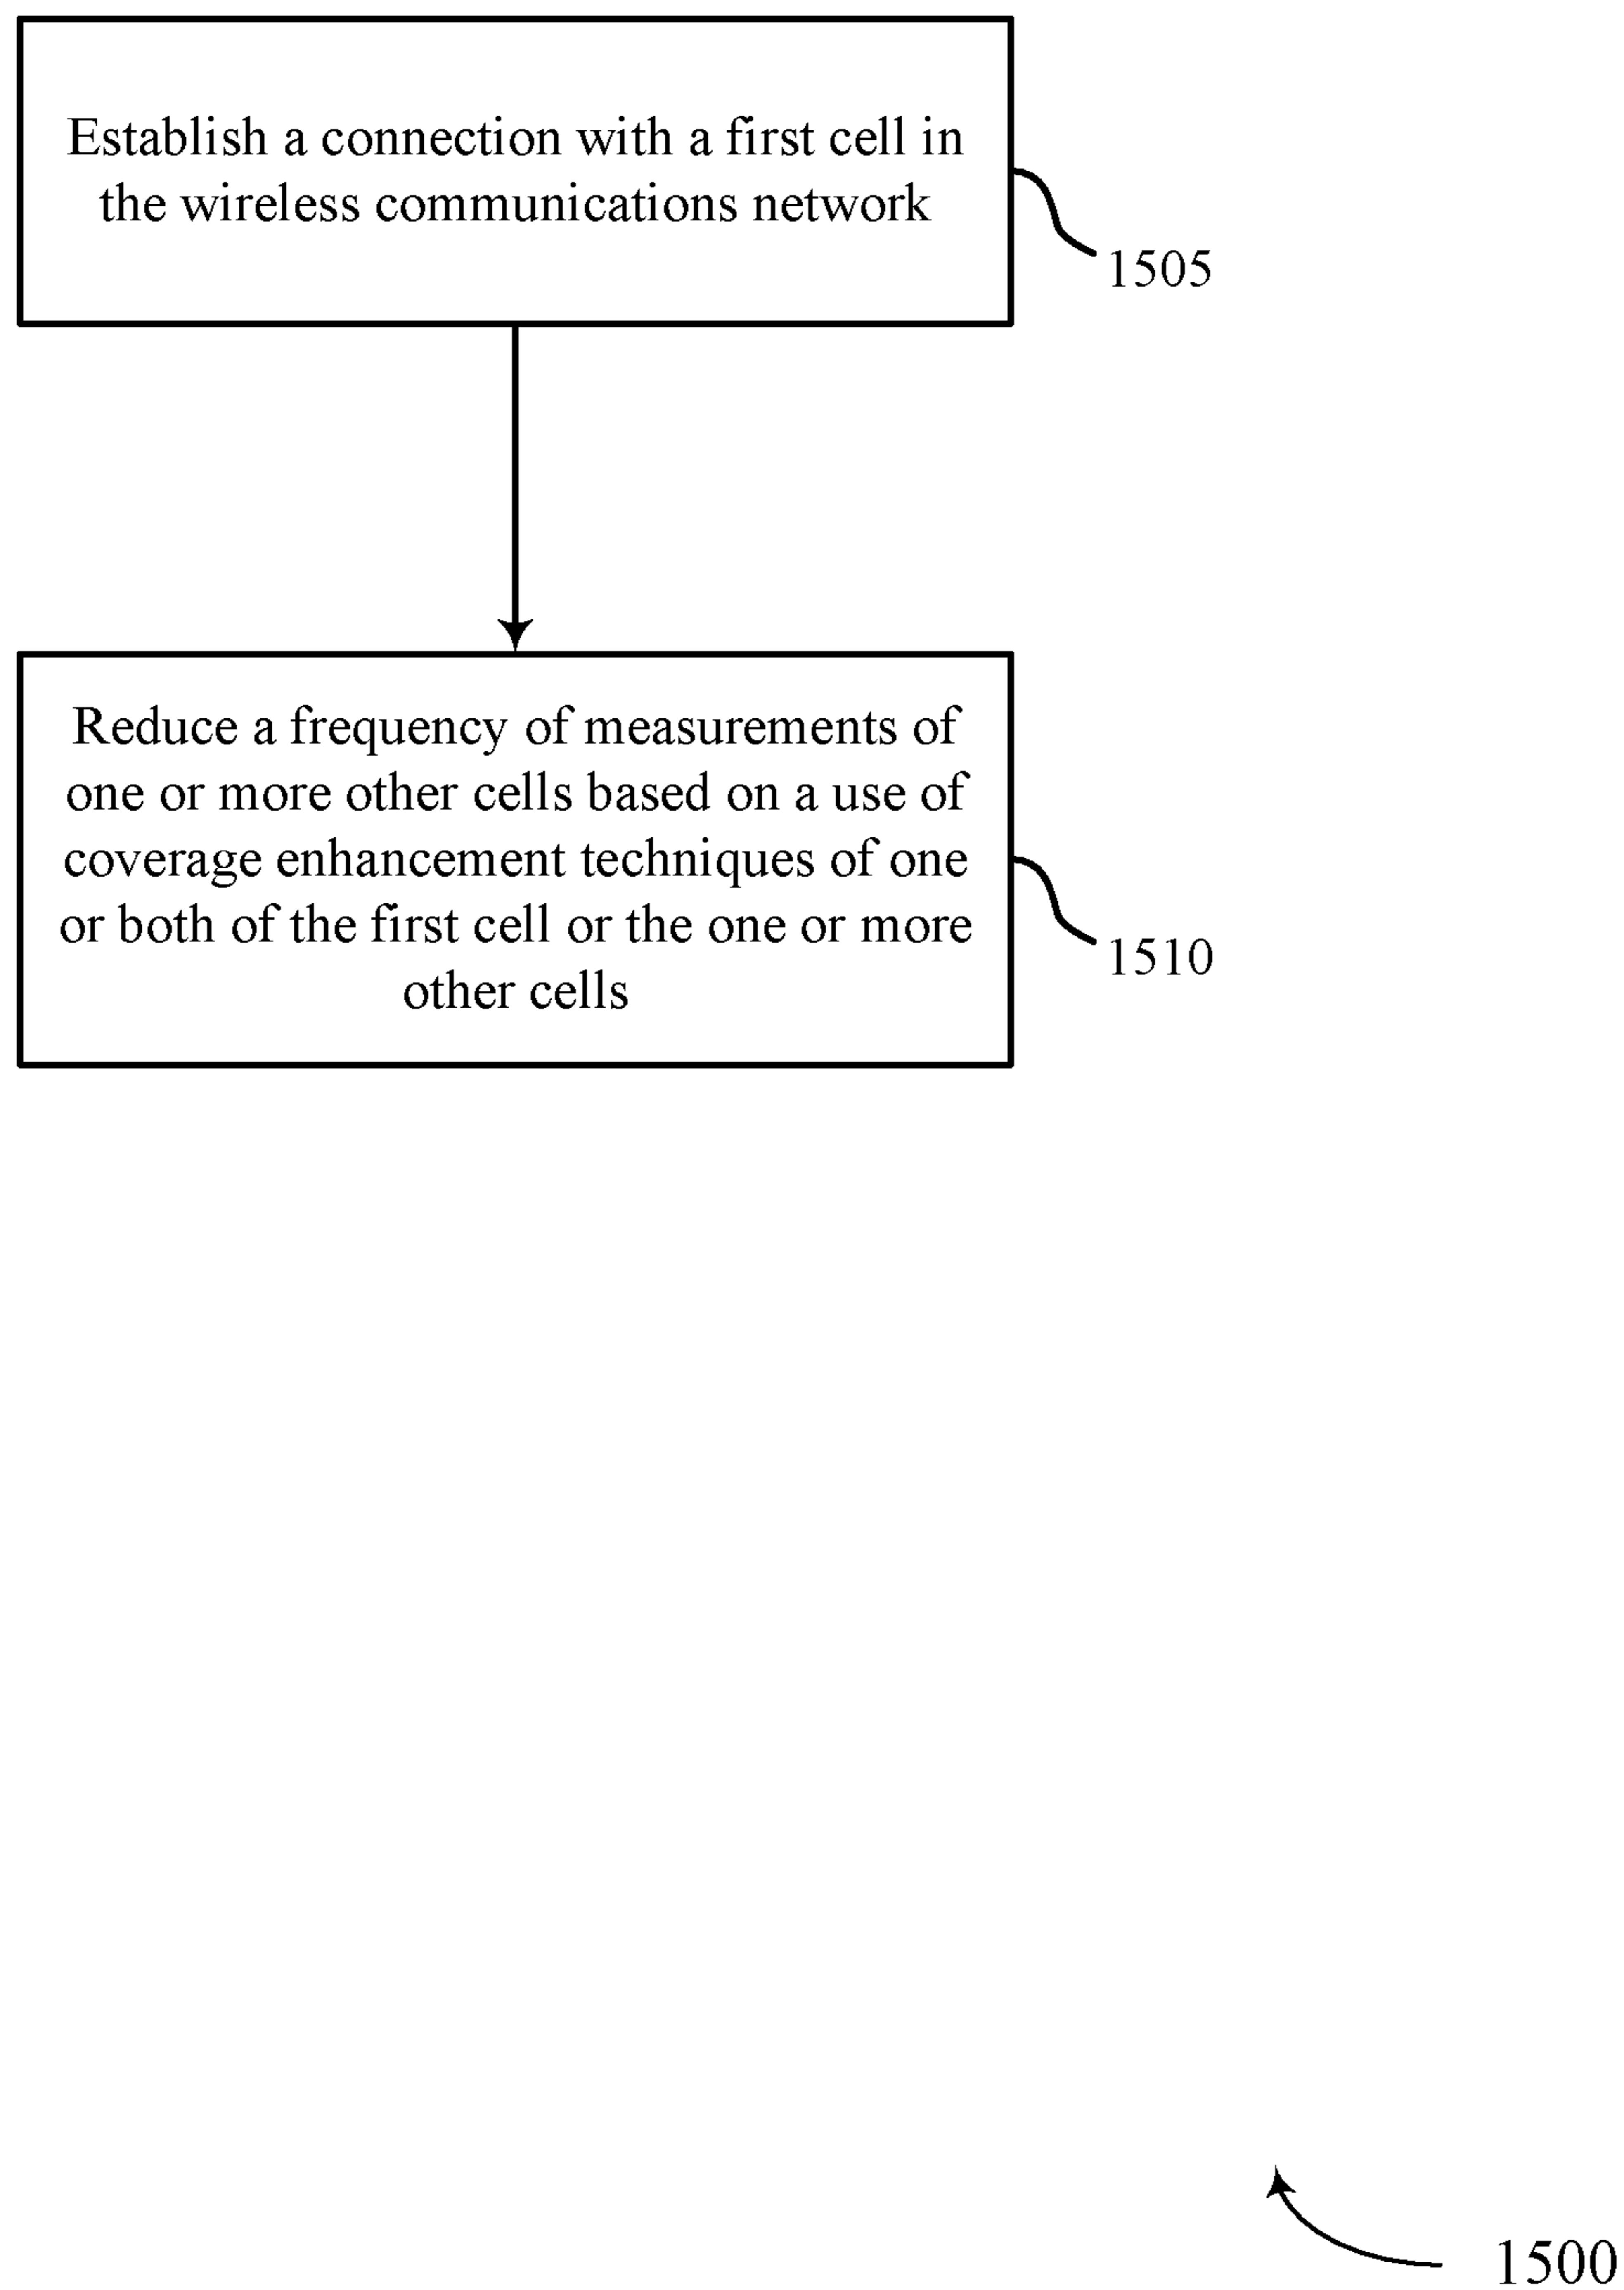 Establish a connection with a first cell in
the wireless communications network
1505
Reduce a frequency of measurements of
one or more other cells based on a use of
coverage enhancement techniques of one
or both of the first cell or the one or more
other cells
1510
1500